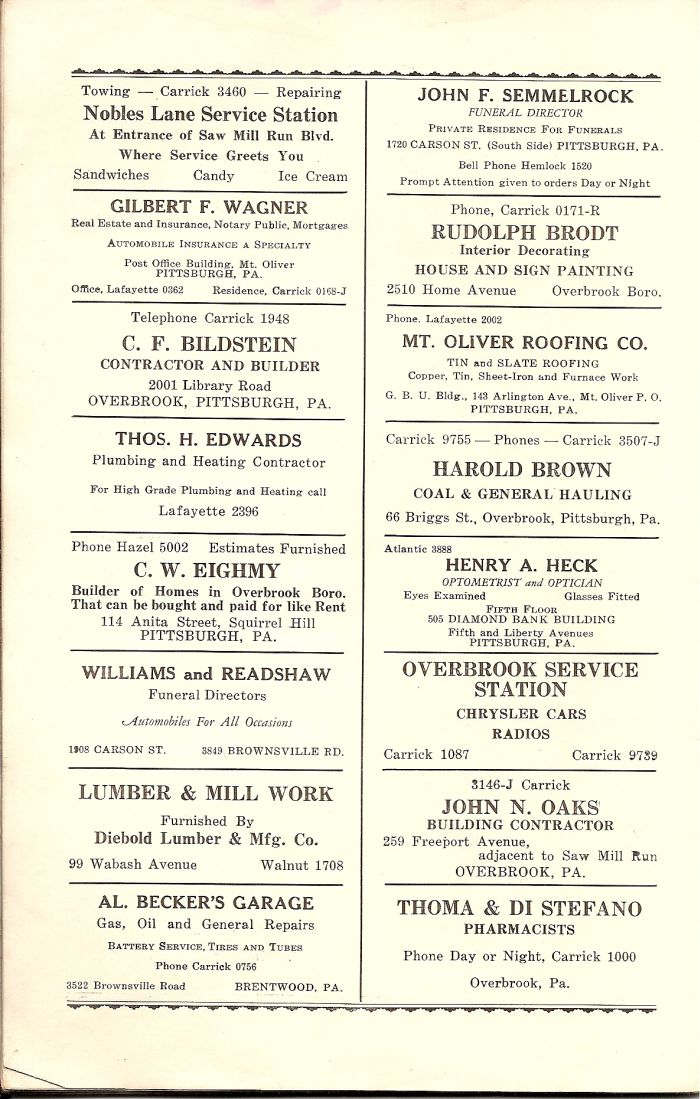 Towing — Carrick 3460 — Repairing
Nobles Lane Service Station
At Entrance of Saw Mill Run Blvd.
Where Service Greets You
Sandwiches Candy Ice Cream
GILBERT F. WAGNER
Real Estate and Insurance, Notary Public, Mortgages
AUTOMOBILE INSURANCE A SPECIALTY
Post Office Building, Mt. Oliver
PITTSBURGH, PA.
Office, Lafayette 0362 Residence, Carrick 0168-J
Telephone Carrick 1948
C. F. BILDSTEIN
CONTRACTOR AND BUILDER
2001 Library Road
OVERBROOK, PITTSBURGH, PA.
THOS. H. EDWARDS
Plumbing and Heating Contractor
For High Grade Plumbing and Heating call
Lafayette 2396
Phone Hazel 5002 Estimates Furnished
C. W. EIGHMY
Builder of Homes in Overbrook Boro.
That can be bought and paid for like Rent
114 Anita Street, Squirrel Hill
PITTSBURGH, PA.
WILLIAMS and READSHAW
Funeral Directors
Automobiles For All Occasions
1908 CARSON ST. 3849 BROWNSVILLE RD.
LUMBER & MILL WORK
Furnished By
Diebold Lumber & Mfg. Co.
99 Wabash Avenue Walnut 1708
AL. BECKER'S GARAGE
Gas, Oil and General Repairs
BATTERY SERVICE, TIRES AND TUBES
Phone Carrick 0756
3522 Brownsville Road BRENTWOOD, PA.
JOHN F. SEMMELROCK
FUNERAL DIRECTOR
PRIVATE RESIDENCE FOR FUNERALS
1720 CARSON ST. (South Side) PITTSBURGH, PA.
Bell Phone Hemlock 1520
Prompt Attention given to orders Day or Night
Phone, Carrick 0171-R
RUDOLPH BRODT
Interior Decorating
HOUSE AND SIGN PAINTING
2510 Home Avenue Overbrook Boro.
Phone. Lafayette 2002
MT. OLIVER ROOFING CO.
TIN and SLATE ROOFING
Copper, Tin, Sheet-Iron and Furnace Work
G. B. U. Bldg., 143 Arlington Ave., Mt. Oliver P. O.
PITTSBURGH, PA.
Carrick 9755 — Phones — Carrick 3507-J
HAROLD BROWN
COAL & GENERAL HAULING
66 Briggs St., Overbrook, Pittsburgh, Pa.
Atlantic 3888
HENRY A. HECK
OPTOMETRIST and OPTICIAN
Eyes Examined Glasses Fitted
FIFTH FLOOR
505 DIAMOND BANK BUILDING
Fifth and Liberty Avenues
PITTSBURGH, PA.
OVERBROOK SERVICE
STATION
CHRYSLER CARS
RADIOS
Carrick 1087 Carrick 9739
3146-J Carrick
JOHN N. OAKS
BUILDING CONTRACTOR
259 Freeport Avenue,
adjacent to Saw Mill Run
OVERBROOK, PA.
THOMA & DI STEFANO
PHARMACISTS
Phone Day or Night, Carrick 1000
Overbrook, Pa.